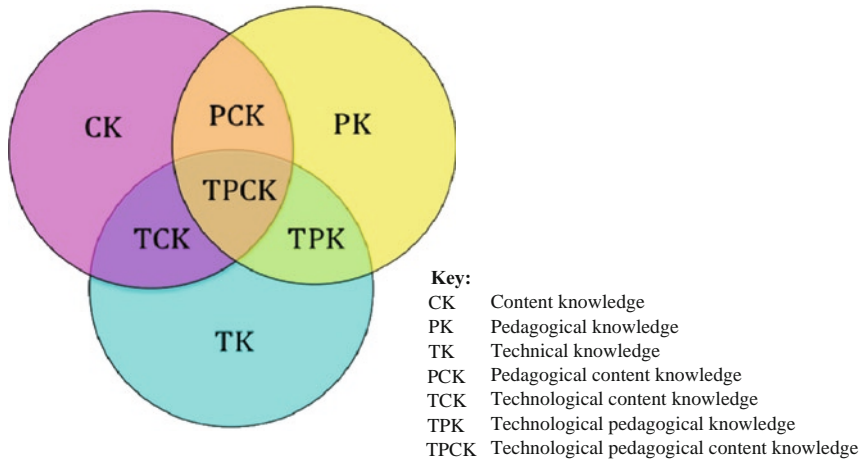 CK
PCK
PK
TPCK
TCK
TPK
TK
Key:
CK Content knowledge
PK Pedagogical knowledge
TK Technical knowledge
PCK Pedagogical content knowledge
TCK Technological content knowledge
TPK Technological pedagogical knowledge
TPCK Technological pedagogical content knowledge